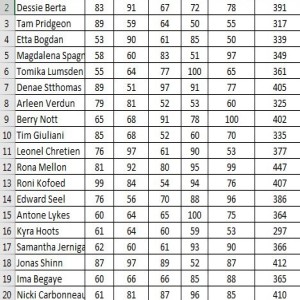 2 Dessie Berta 83 91 67 72 78 391
3 Tam Pridgeon 89 59 64 50 55 317
4 Etta Bogdan 53 90 61 85 50 339
5 Magdalena Spagn 58 60 83 51 97 349
6 Tomika Lumsden 55 64 77 100 65 361
7 Denae Stthomas 89 51 97 91 77 405
8 Arleen Verdun 79 81 52 53 60 325
9 Berry Nott 65 68 91 78 100 402
10 Tim Giuliani 85 68 52 60 70 335
11 Leonel Chretien 76 97 61 90 53 377
12 Rona Mellon 81 92 80 95 99 447
13 Roni Kofoed 99 84 54 94 76 407
14 Edward Seel 76 56 70 88 96 386
15 Antone Lykes 60 64 65 100 75 364
16 Kyra Hoots 61 64 60 59 53 297
17 Samantha Jerniga 62 60 61 93 90 366
18 Jonas Shinn 87 97 89 52 87 412
19 Ima Begaye 60 66 66 85 88 365
20 Nicki Carbonneau 61 81 87 96 85 410